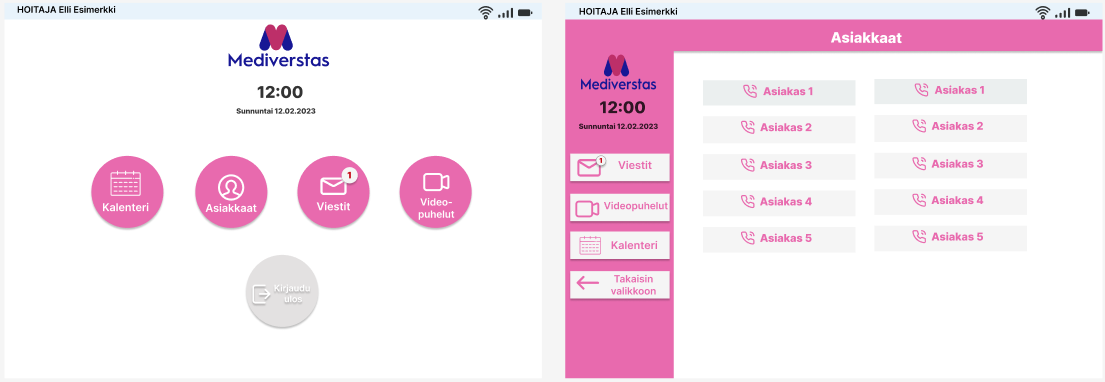 HOITAJA Elli Esimerkki
Mediverstas
12:00
Sunnuntai 12.02.2023
Kalenteri
Asiakkaat
1
Viestit
Video-
puhelut
Kirjaudu
ulos
HOITAJA Elli Esimerkki
Asiakkaat
Mediverstas
12:00
Sunnuntai 12.02.2023
1
Viestit
Videopuhelut
Kalenteri
Takaisin
valikkoon
Asiakas 1
Asiakas 2
Asiakas 3
Asiakas 4
Asiakas 5
Asiakas 1
Asiakas 2
Asiakas 3
Asiakas 4
Asiakas 5